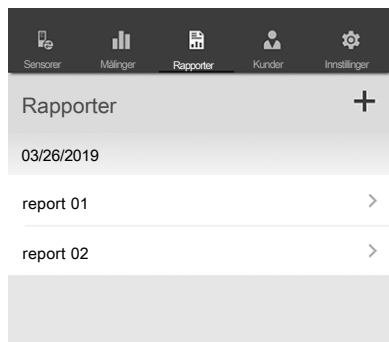 Sensorer Målinger Rapporter Kunder Innstillinger
Rapporter
03/26/2019
report 01
report 02